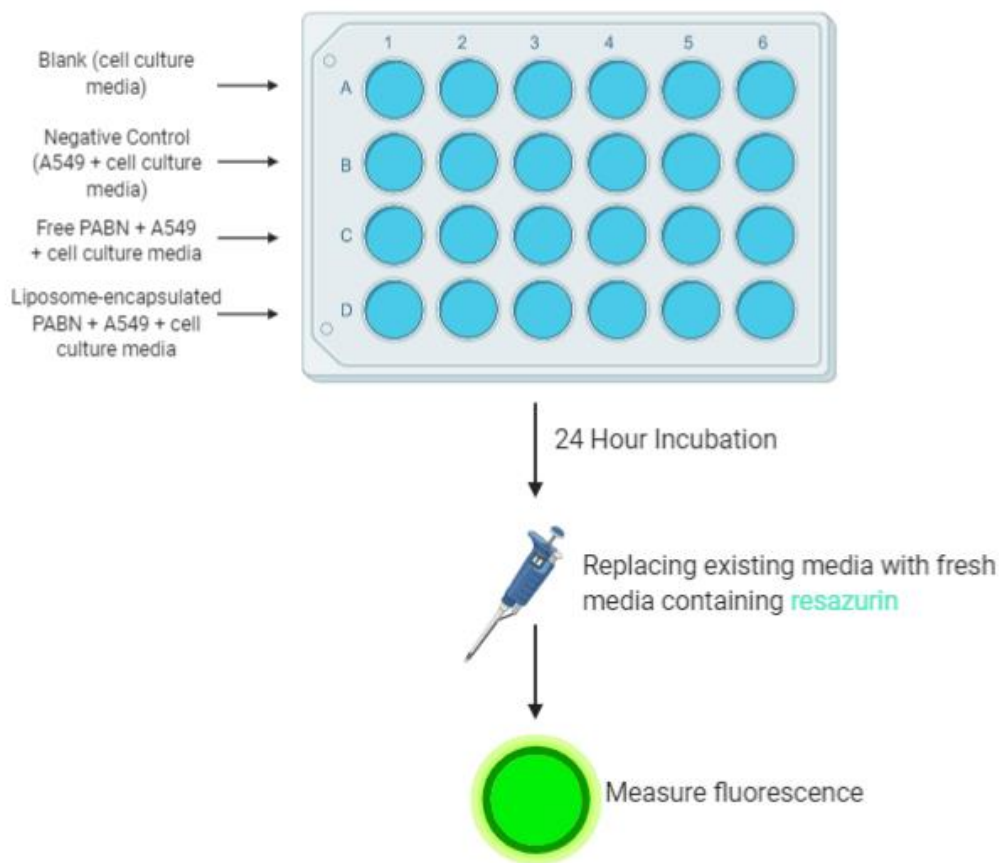 1 2 3 4 5 6
Blank (cell culture
media)
A
Negative Control
(A549 + cell culture
media)
B
Free PABN + A549
+ cell culture media
C
Liposome-encapsulated
PABN + A549 + cell
culture media
D
24 Hour Incubation
Replacing existing media with fresh
media containing resazurin
Measure fluorescence